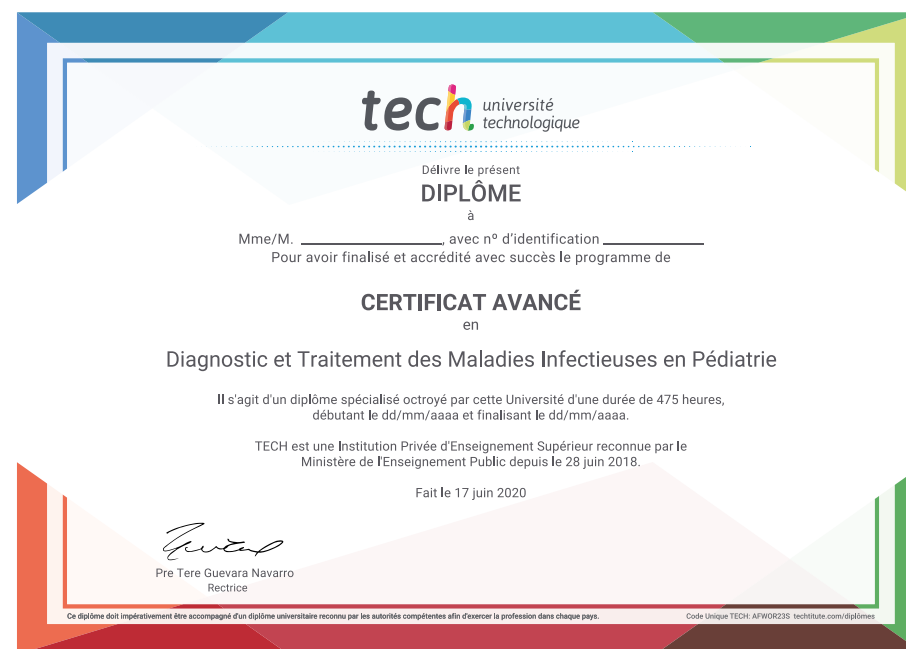 tech université
technologique
Délivre le présent
DIPLÔME
à
Mme/M. ____________________, avec nº d'identification ______________
Pour avoir finalisé et accrédité avec succès le programme de
CERTIFICAT AVANCÉ
en
Diagnostic et Traitement des Maladies Infectieuses en Pédiatrie
Il s'agit d'un diplôme spécialisé octroyé par cette Université d'une durée de 475 heures,
débutant le dd/mm/aaaa et finalisant le dd/mm/aaaa.
TECH est une Institution Privée d'Enseignement Supérieur reconnue par le
Ministère de l'Enseignement Public depuis le 28 juin 2018.
Fait le 17 juin 2020
Pre Tere Guevara Navarro
Rectrice
Ce diplôme doit impérativement être accompagné d'un diplôme universitaire reconnu par les autorités compétentes afin d'exercer la profession dans chaque pays.
Code Unique TECH: AFWOR23S techtitute.com/diplômes